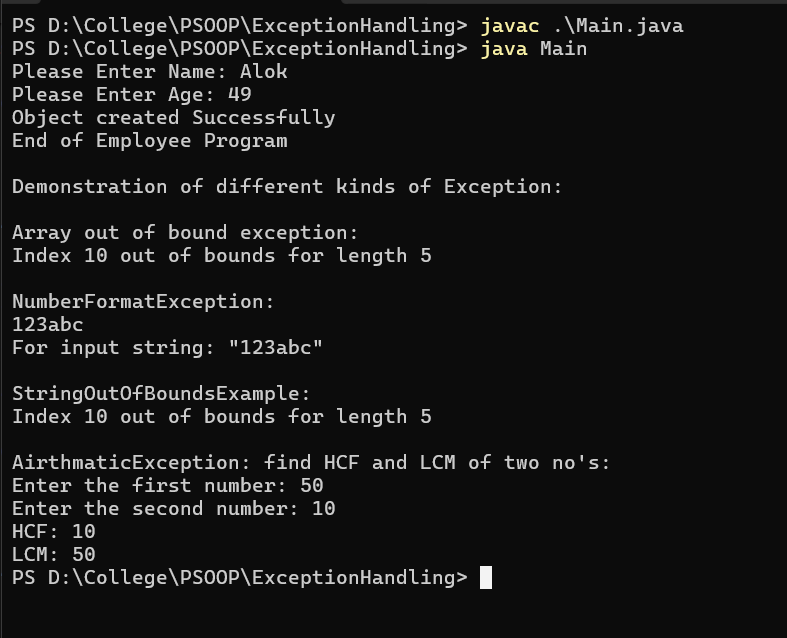 PS D:\College\PSOOP\ExceptionHandling> javac .\Main.java
PS D:\College\PSOOP\ExceptionHandling> java Main
Please Enter Name: Alok
Please Enter Age: 49
Object created Successfully
End of Employee Program
Demonstration of different kinds of Exception:
Array out of bound exception:
Index 10 out of bounds for length 5
NumberFormatException:
123abc
For input string: "123abc"
StringOutOfBoundsExample:
Index 10 out of bounds for length 5
AirthmaticException: find HCF and LCM of two no's:
Enter the first number: 50
Enter the second number: 10
HCF: 10
LCM: 50
PS D:\College\PSOOP\ExceptionHandling>